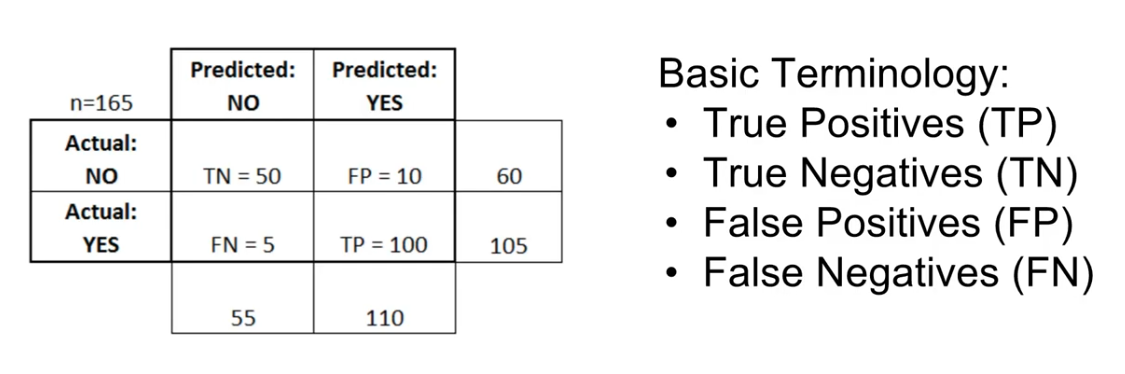 n=165
Predicted:
NO
Predicted:
YES
Actual:
NO
TN = 50
FP = 10
60
Actual:
YES
FN = 5
TP = 100
105
55
110
Basic Terminology:
• True Positives (TP)
• True Negatives (TN)
• False Positives (FP)
• False Negatives (FN)